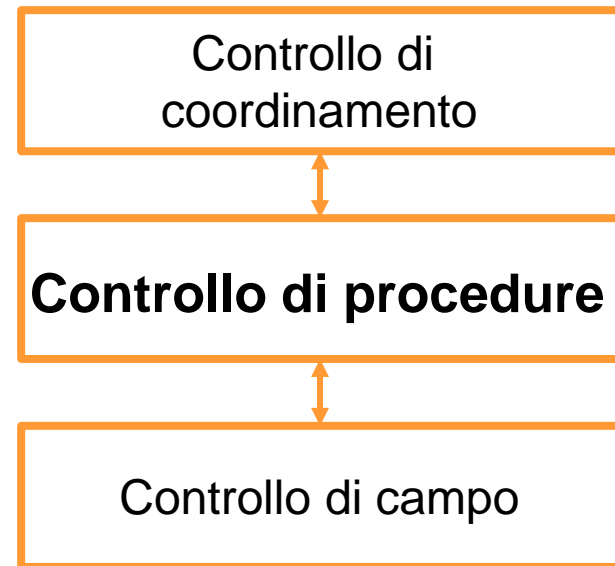 Controllo di
coordinamento
Controllo di procedure
Controllo di campo